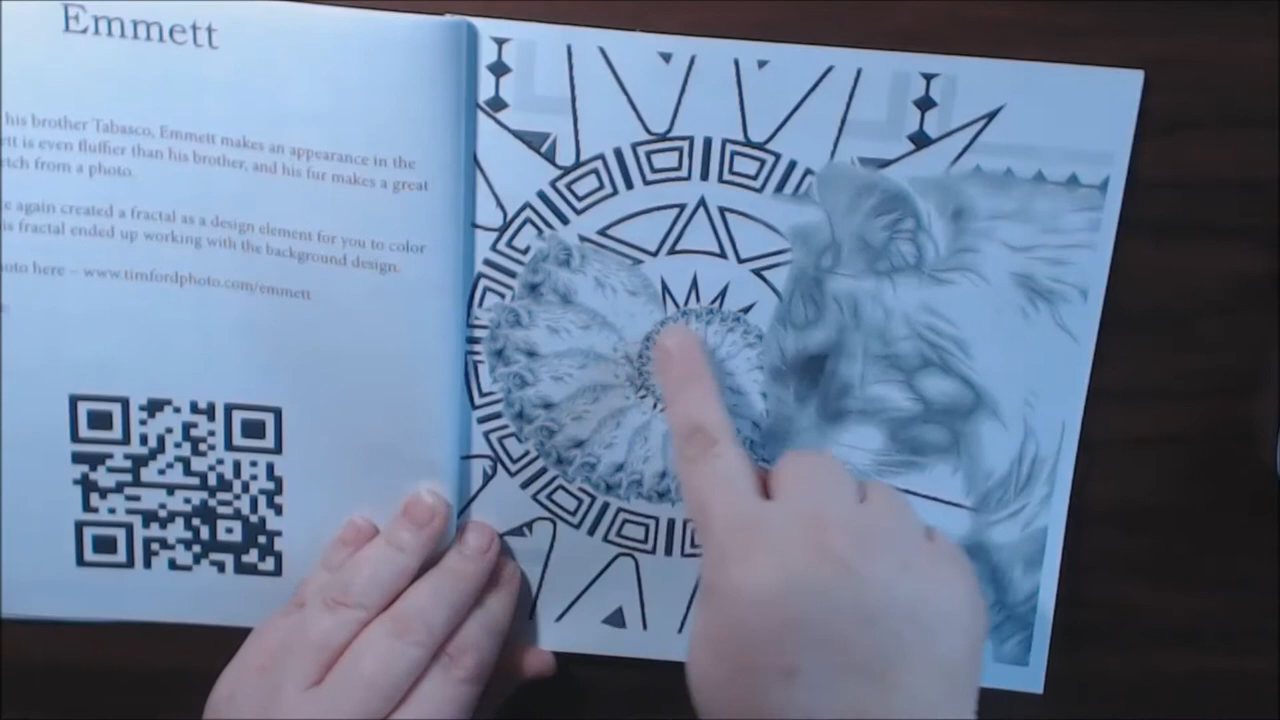 Emmett
his brother Tabasco, Emmett makes an appearance in the
ett is even fluffier than his brother, and his fur makes a great
etch from a photo.
e again created a fractal as a design element for you to color
is fractal ended up working with the background design.
oto here – www.timfordphoto.com/emmett